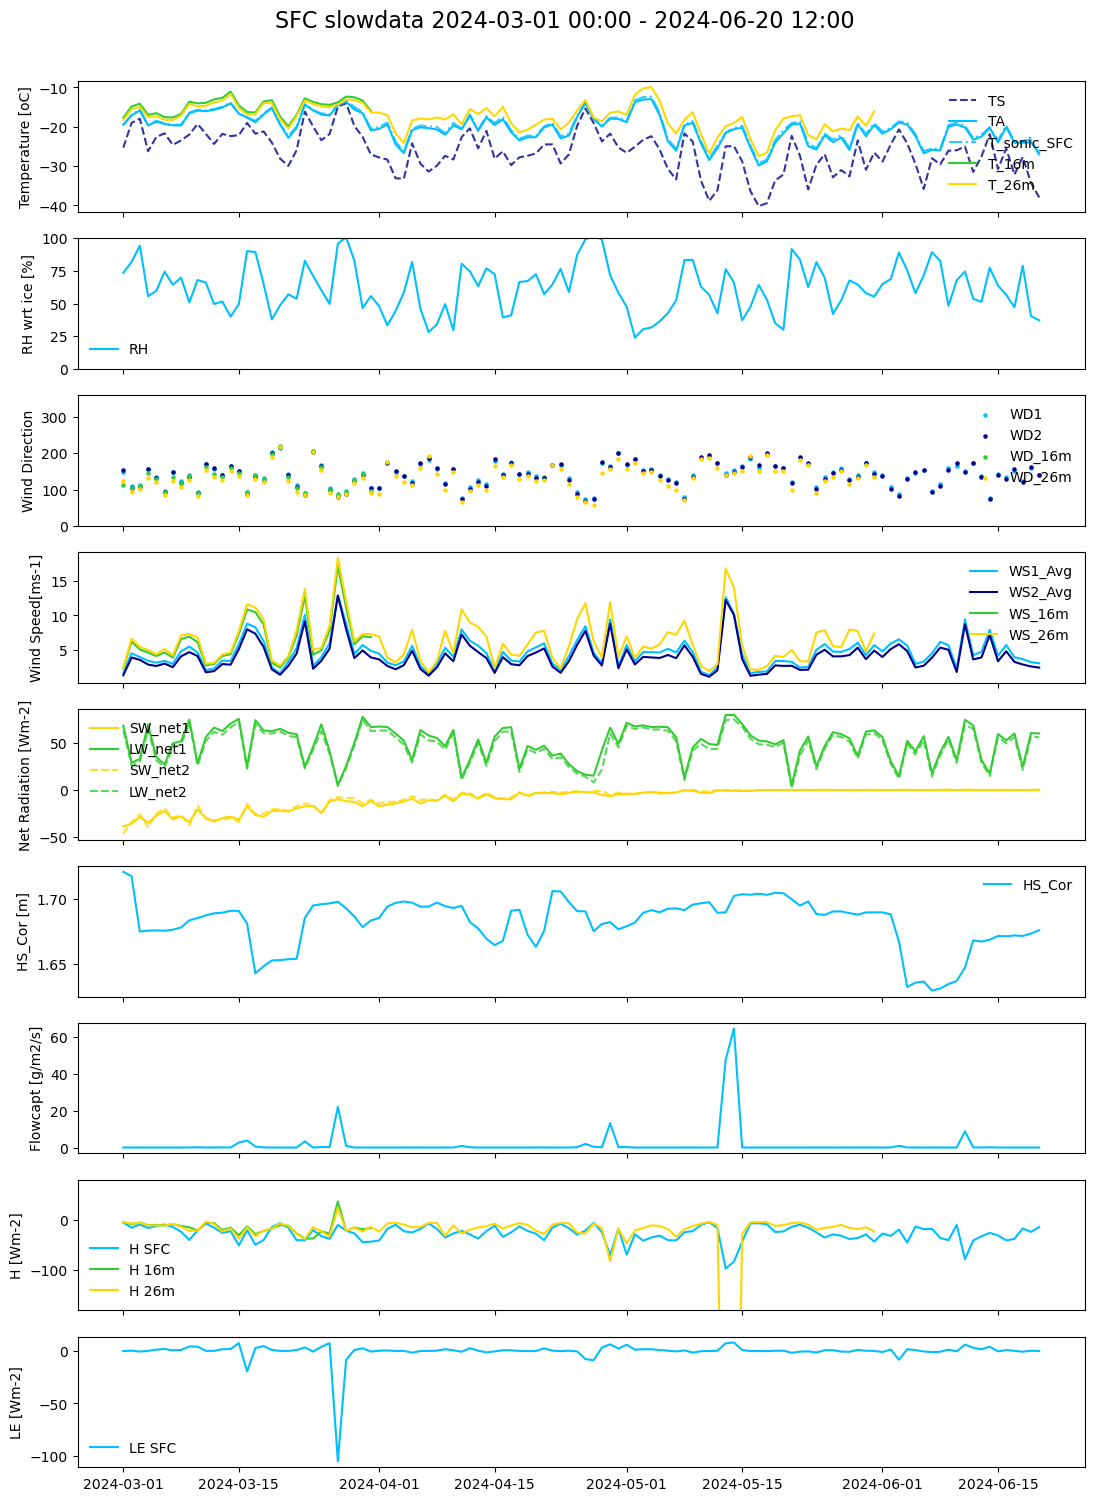 SFC slowdata 2024-03-01 00:00 - 2024-06-20 12:00
Temperature [oC]
−10
−20
−30
−40
TS
TA
T_sonic_SFC
T_16m
T_26m
RH wrt ice [%]
100
75
50
25
0
RH
Wind Direction
300
200
100
0
WD1
WD2
WD_16m
WD_26m
Wind Speed[ms-1]
15
10
5
WS1_Avg
WS2_Avg
WS_16m
WS_26m
Net Radiation [Wm-2]
50
0
−50
SW_net1
LW_net1
SW_net2
LW_net2
HS_Cor [m]
1.70
1.65
HS_Cor
Flowcapt [g/m2/s]
60
40
20
0
H [Wm-2]
0
−100
H SFC
H 16m
H 26m
LE [Wm-2]
0
−50
−100
LE SFC
2024-03-01 2024-03-15 2024-04-01 2024-04-15 2024-05-01 2024-05-15 2024-06-01 2024-06-15